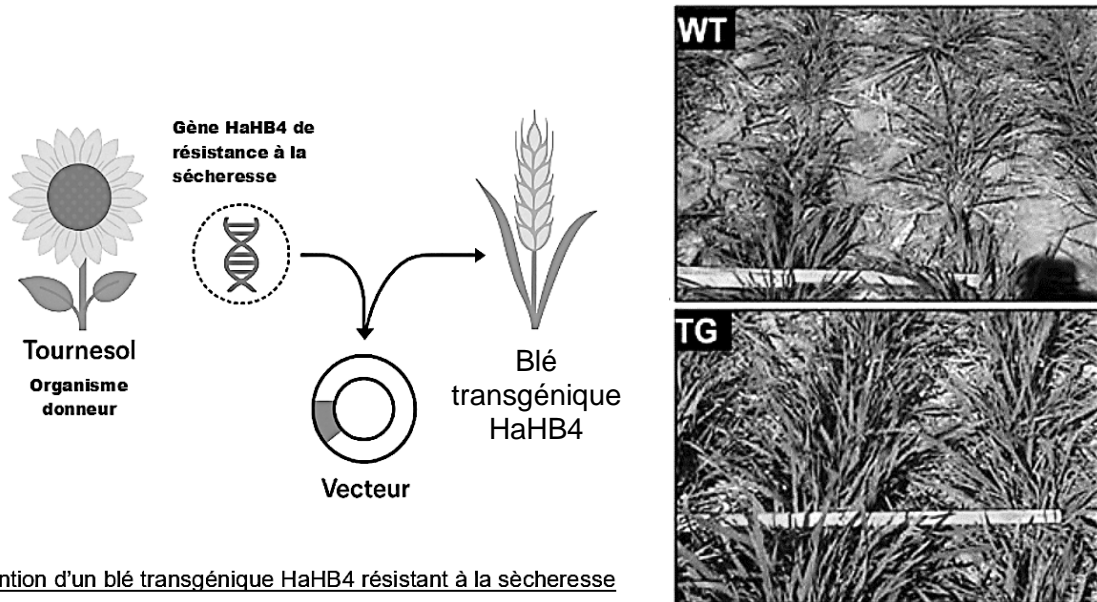 Gène HaHB4 de
résistance à la
sécheresse
Tournesol
Organisme
donneur
Vecteur
Blé
transgénique
HaHB4
WT
TG
d'un blé transgénique HaHB4 résistant à la sècheresse